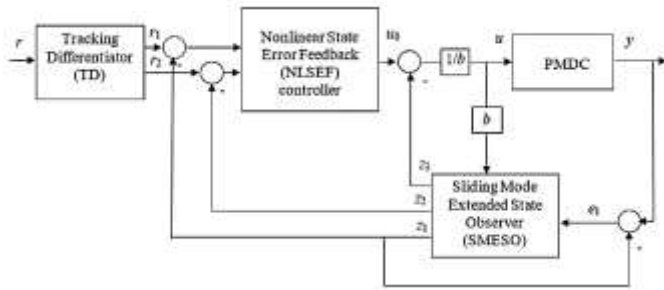 r
Tracking
Differentiator
(TD)
r₁
r₂
Nonlinear State
Error Feedback
(NLSEF)
controller
u₀
1/b
u
PMDC
y
b
z₃
z₂
z₁
Sliding Mode
Extended State
Observer
(SMESO)
e₁